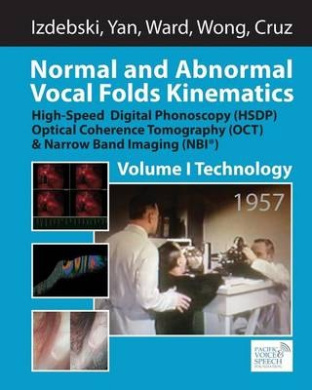 Izdebski, Yan, Ward, Wong, Cruz
Normal and Abnormal
Vocal Folds Kinematics
High-Speed Digital Phonoscopy (HSDP)
Optical Coherence Tomography (OCT)
& Narrow Band Imaging (NBI®)
Volume I Technology
1957
PACIFIC
VOICE & SPEECH
FOUNDATION